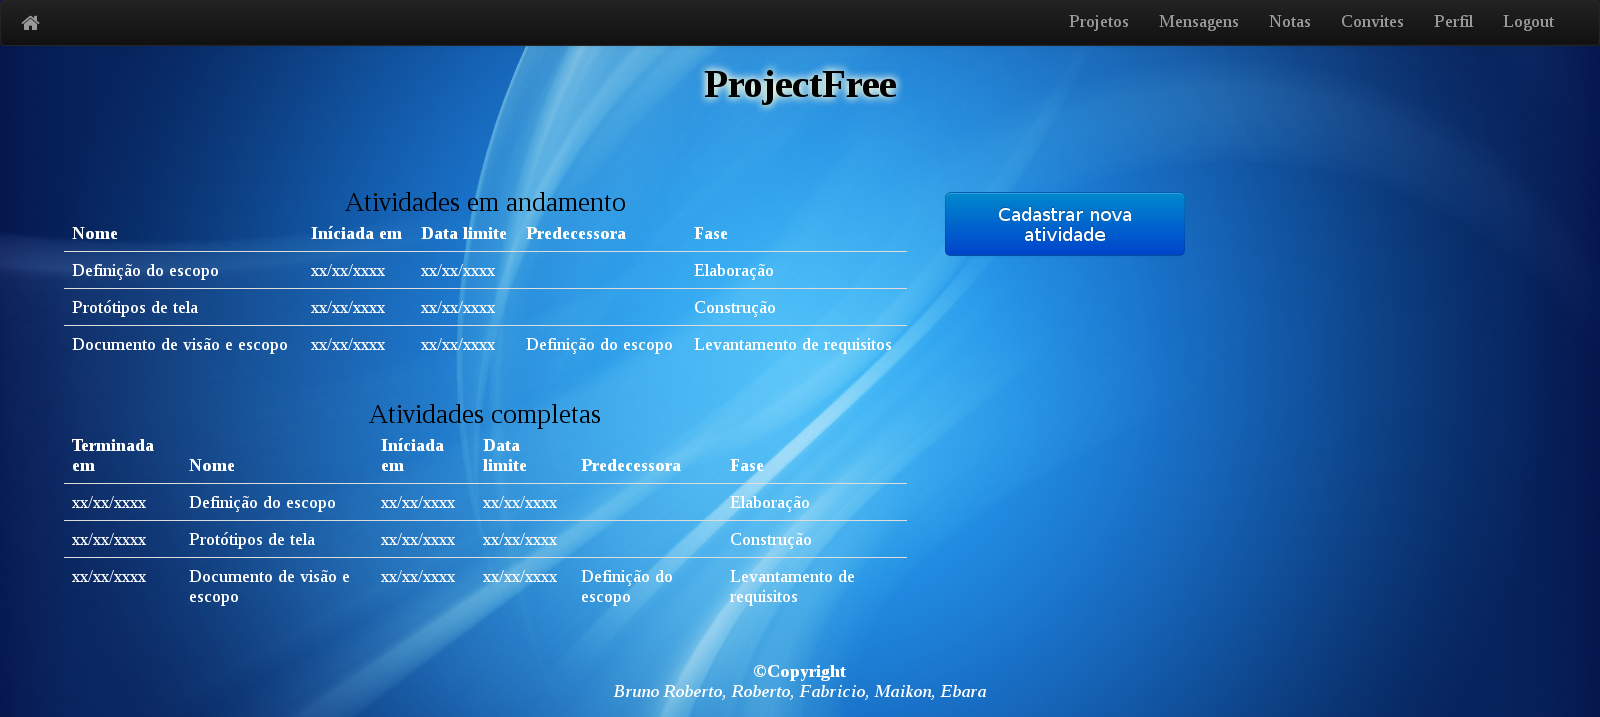 Projetos Mensagens Notas Convites Perfil Logout
ProjectFree
Atividades em andamento
Nome Iníciada em Data limite Predecessora Fase
Definição do escopo xx/xx/xxxx xx/xx/xxxx Elaboração
Protótipos de tela xx/xx/xxxx xx/xx/xxxx Construção
Documento de visão e escopo xx/xx/xxxx xx/xx/xxxx Definição do escopo Levantamento de requisitos
Cadastrar nova
atividade
Atividades completas
Terminada Iníciada Data
em Nome em limite Predecessora Fase
xx/xx/xxxx Definição do escopo xx/xx/xxxx xx/xx/xxxx Elaboração
xx/xx/xxxx Protótipos de tela xx/xx/xxxx xx/xx/xxxx Construção
xx/xx/xxxx Documento de visão e xx/xx/xxxx xx/xx/xxxx Definição do Levantamento de
escopo escopo requisitos
©Copyright
Bruno Roberto, Roberto, Fabricio, Maikon, Ebara